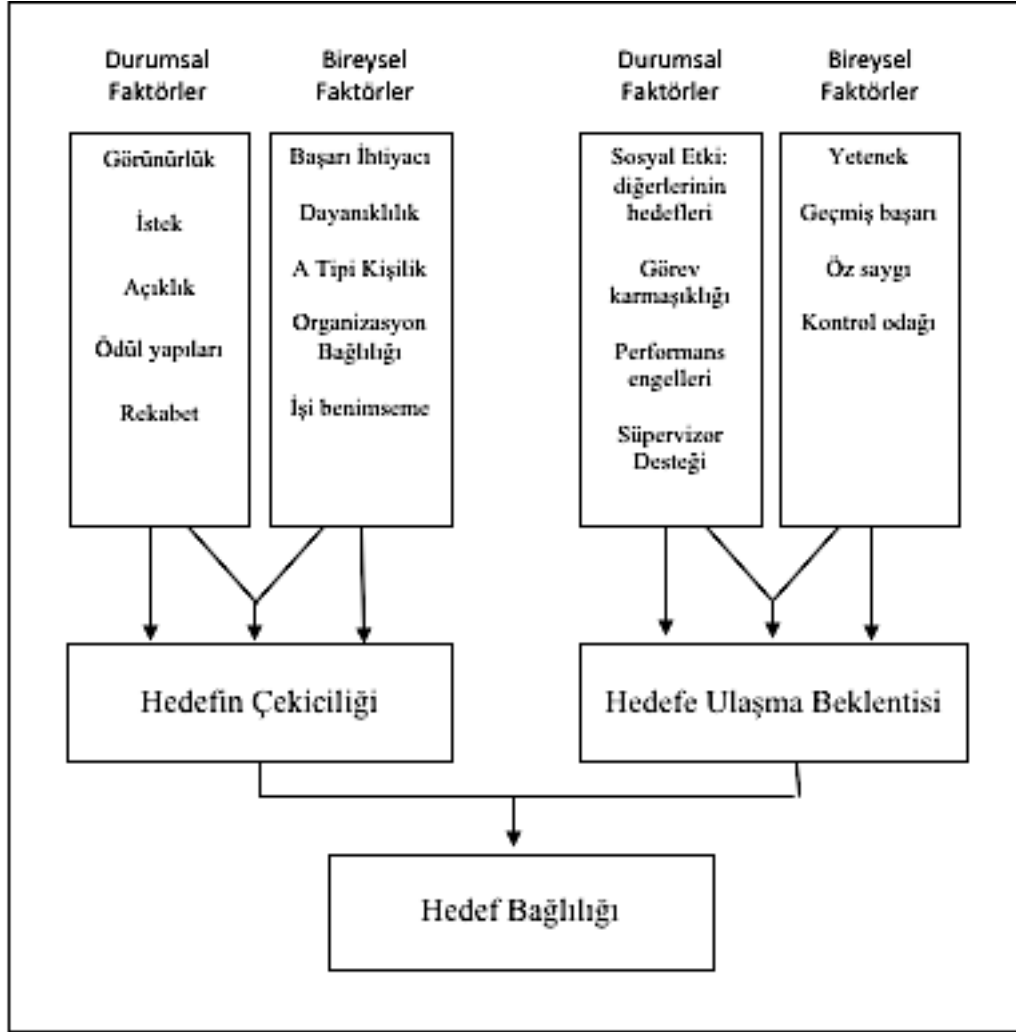 Durumsal
Faktörler
Bireysel
Faktörler
Durumsal
Faktörler
Bireysel
Faktörler
Görünürlük
İstek
Açıklık
Ödül yapıları
Rekabet
Başarı İhtiyacı
Dayanıklılık
A Tipi Kişilik
Organizasyon
Bağlılığı
İşi benimseme
Sosyal Etki:
diğerlerinin
hedefleri
Görev
karmaşıklığı
Performans
engelleri
Süpervizor
Desteği
Yetenek
Geçmiş başarı
Öz saygı
Kontrol odağı
Hedefin Çekiciliği
Hedefe Ulaşma Beklentisi
Hedef Bağlılığı